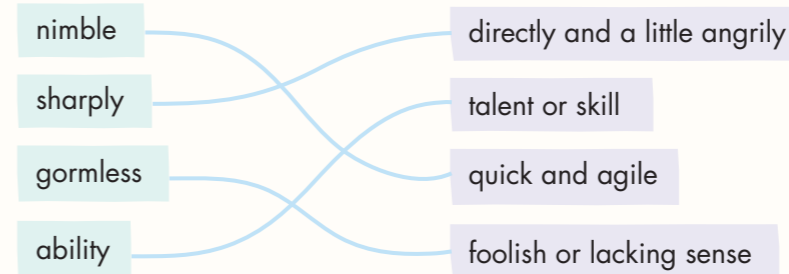 nimble
directly and a little angrily
sharply
talent or skill
gormless
quick and agile
ability
foolish or lacking sense